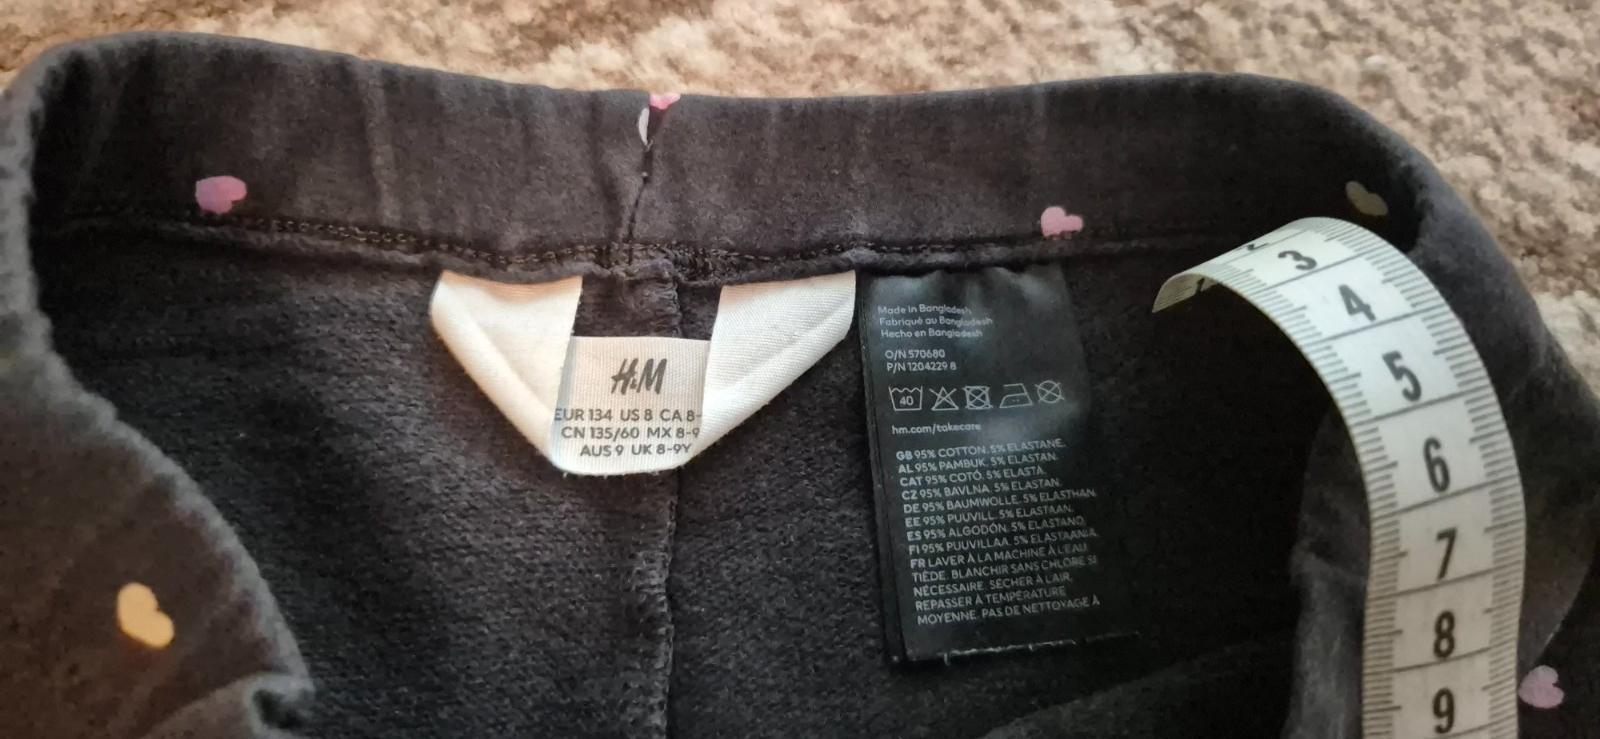 H&M
EUR 134 US 8 CA 8-
CN 135/60 MX 8-9
AUS 9 UK 8-9Y
Made in Bangladesh
Fabriqué au Bangladesh
Hecho en Bangladesh
O/N 570680
P/N 1204229 8
40
hm.com/takecare
GB 95% COTTON. 5% ELASTANE.
AL 95% PAMBUK. 5% ELASTAN.
CAT 95% COTÓ. 5% ELASTÀ.
CZ 95% BAVLNA. 5% ELASTAN.
DE 95% BAUMWOLLE. 5% ELASTHAN.
EE 95% PUUVILL. 5% ELASTAAN.
ES 95% ALGODÓN. 5% ELASTANO.
FI 95% PUUVILLAA. 5% ELASTAANIA.
FR LAVER À LA MACHINE À L'EAU
TIÈDE. BLANCHIR SANS CHLORE SI
NÉCESSAIRE. SÉCHER À L'AIR.
REPASSER À TEMPÉRATURE
MOYENNE. PAS DE NETTOYAGE À
1
2
3
4
5
6
7
8
9